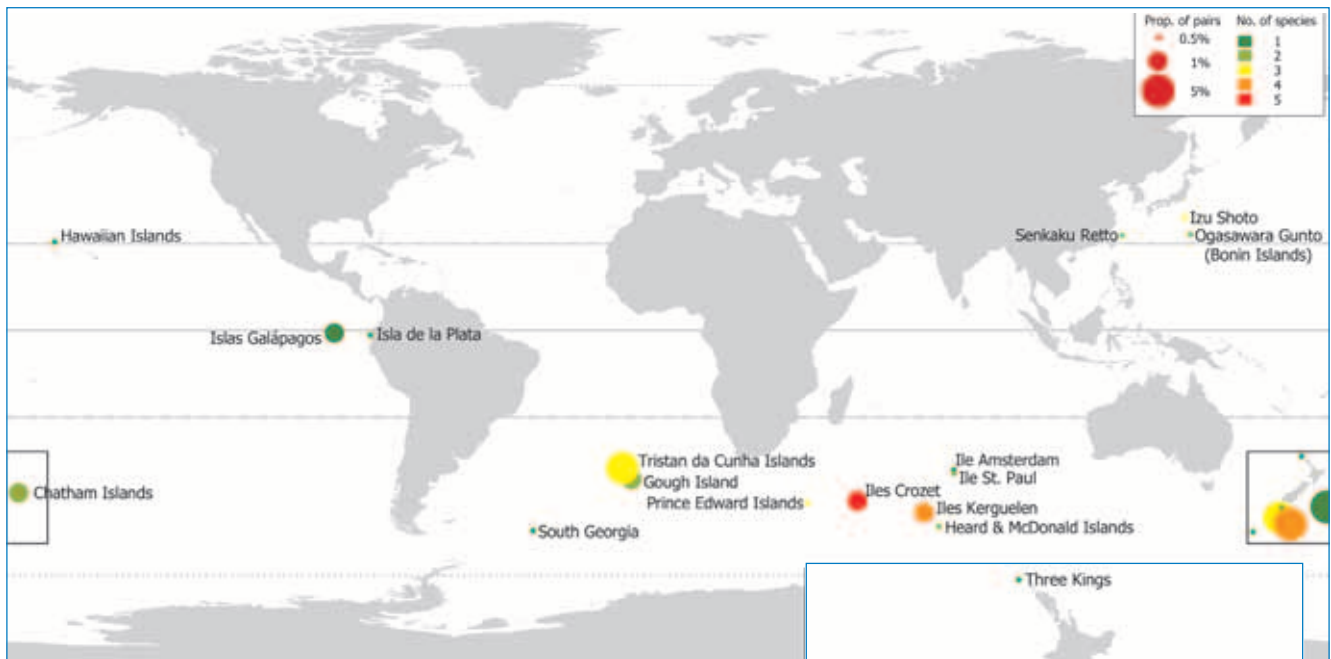 Prop. of pairs
No. of species
0.5%
1%
5%
1
2
3
4
5
Izu Shoto
Hawaiian Islands
Senkaku Retto
Ogasawara Gunto
(Bonin Islands)
Islas Galápagos
Isla de la Plata
Tristan da Cunha Islands
Ile Amsterdam
Gough Island
Ile St. Paul
Chatham Islands
Prince Edward Islands
Iles Crozet
Iles Kerguelen
South Georgia
Heard & McDonald Islands
Three Kings